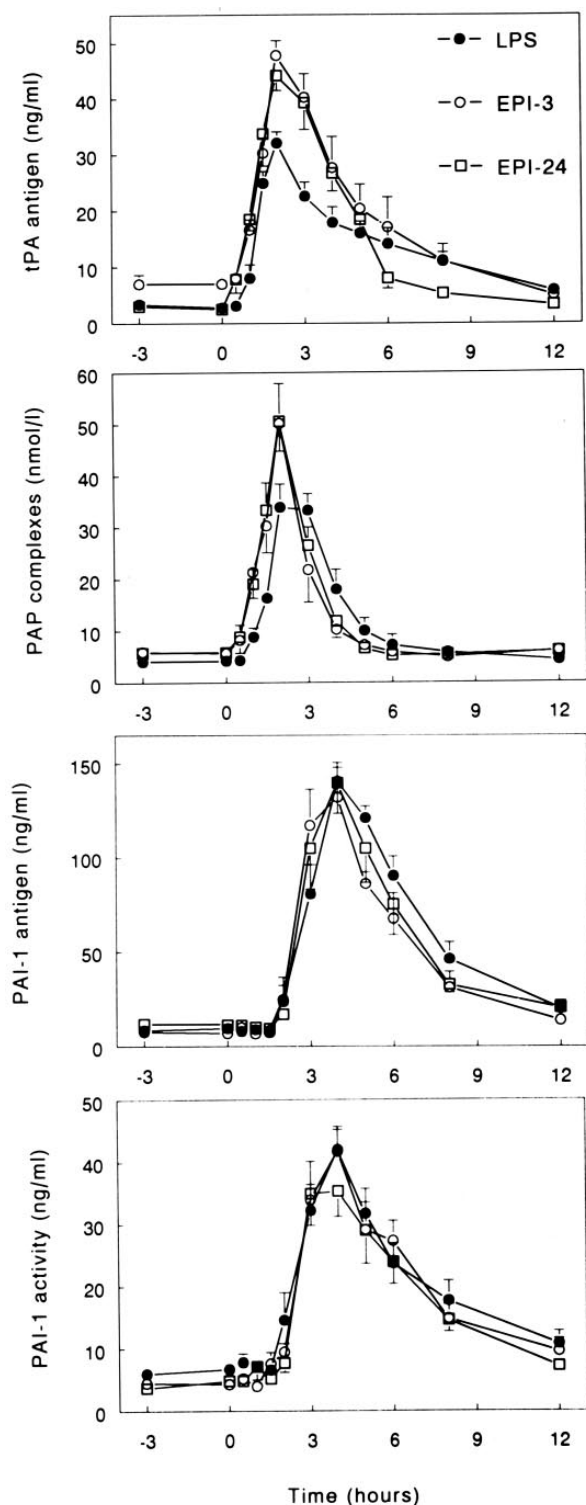 tPA antigen (ng/ml)
50
40
30
20
10
0
LPS
EPI-3
EPI-24
-3 0 3 6 9 12
PAP complexes (nmol/l)
60
50
40
30
20
10
0
-3 0 3 6 9 12
PAI-1 antigen (ng/ml)
150
100
50
0
-3 0 3 6 9 12
PAI-1 activity (ng/ml)
50
40
30
20
10
0
-3 0 3 6 9 12
Time (hours)